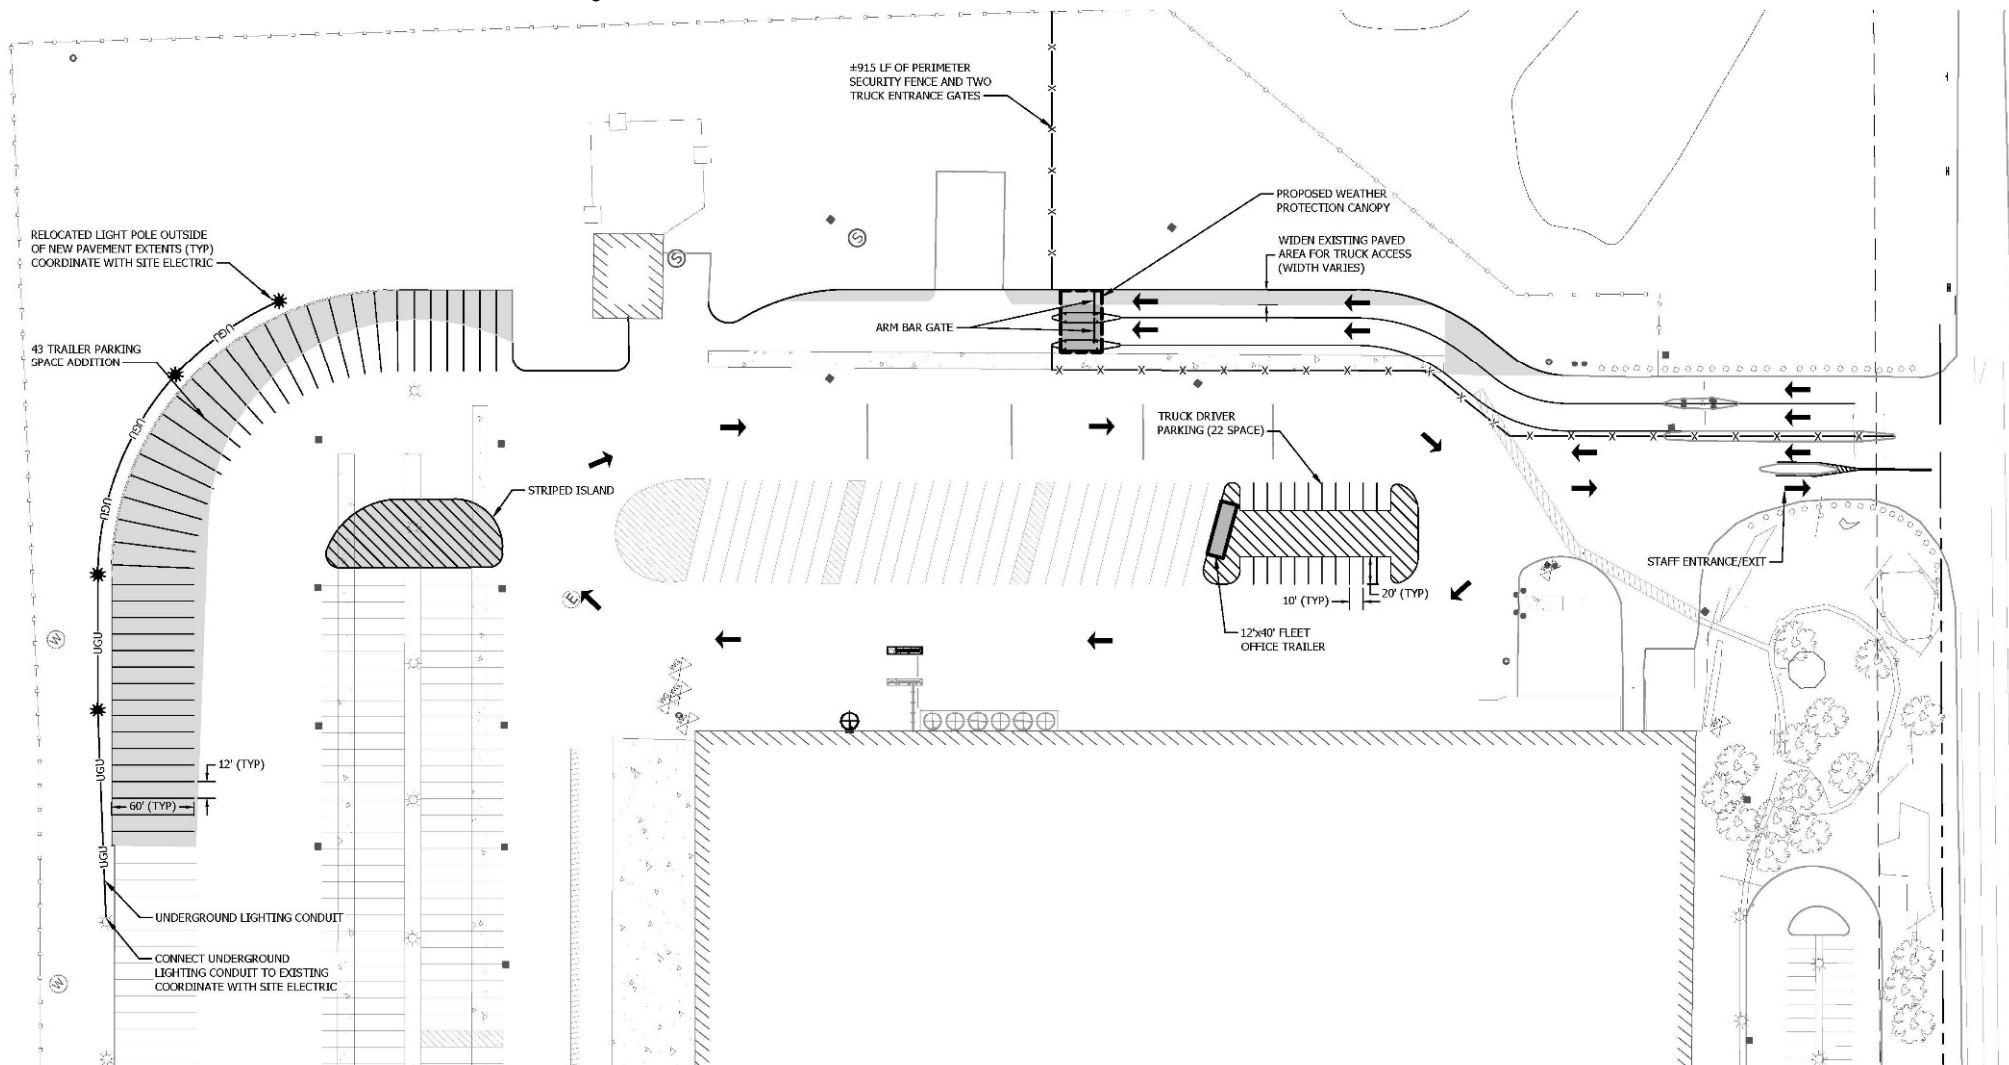 ±915 LF OF PERIMETER
SECURITY FENCE AND TWO
TRUCK ENTRANCE GATES
PROPOSED WEATHER
PROTECTION CANOPY
RELOCATED LIGHT POLE OUTSIDE
OF NEW PAVEMENT EXTENTS (TYP)
COORDINATE WITH SITE ELECTRIC
WIDEN EXISTING PAVED
AREA FOR TRUCK ACCESS
(WIDTH VARIES)
S
S
ARM BAR GATE
UGU
43 TRAILER PARKING
SPACE ADDITION
UGU
TRUCK DRIVER
PARKING (22 SPACE)
STRIPED ISLAND
UGU
STAFF ENTRANCE/EXIT
E
10' (TYP)
20' (TYP)
W
UGU
12'x40' FLEET
OFFICE TRAILER
UGU
12' (TYP)
60' (TYP)
UGU
UNDERGROUND LIGHTING CONDUIT
CONNECT UNDERGROUND
LIGHTING CONDUIT TO EXISTING
COORDINATE WITH SITE ELECTRIC
W